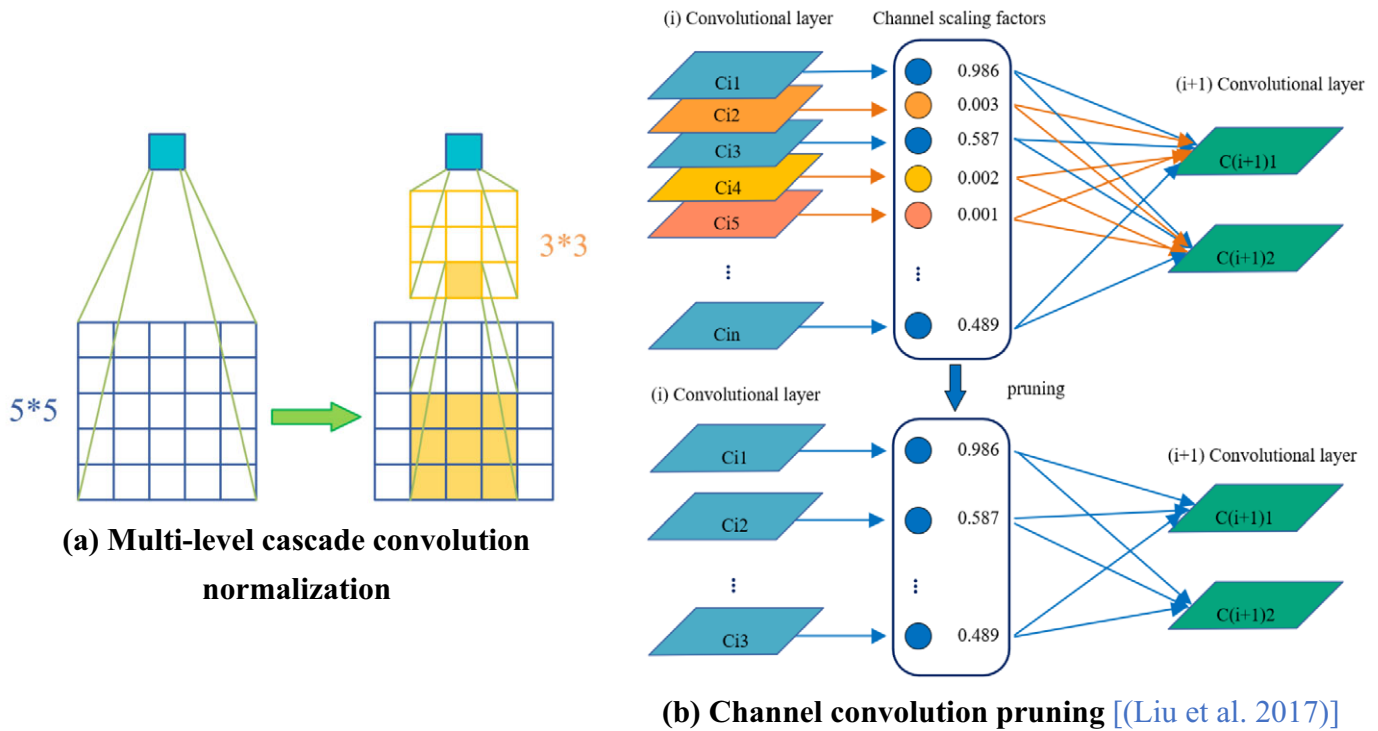 5*5
3*3
(a) Multi-level cascade convolution
normalization
(i) Convolutional layer
Channel scaling factors
(i+1) Convolutional layer
Ci1
0.986
Ci2
0.003
Ci3
0.587
Ci4
0.002
Ci5
0.001
C(i+1)1
C(i+1)2
...
...
Cin
0.489
pruning
(i) Convolutional layer
(i+1) Convolutional layer
Ci1
0.986
Ci2
0.587
...
...
Ci3
0.489
C(i+1)1
C(i+1)2
(b) Channel convolution pruning [(Liu et al. 2017)]